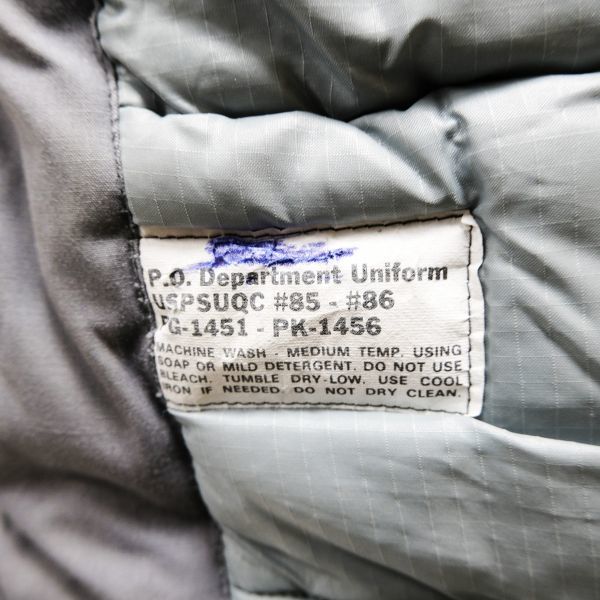 P.O. Department Uniform
USPSUQC #85 - #86
FG-1451 - PK-1456
MACHINE WASH - MEDIUM TEMP. USING
SOAP OR MILD DETERGENT. DO NOT USE
BLEACH. TUMBLE DRY-LOW. USE COOL
IRON IF NEEDED. DO NOT DRY CLEAN.